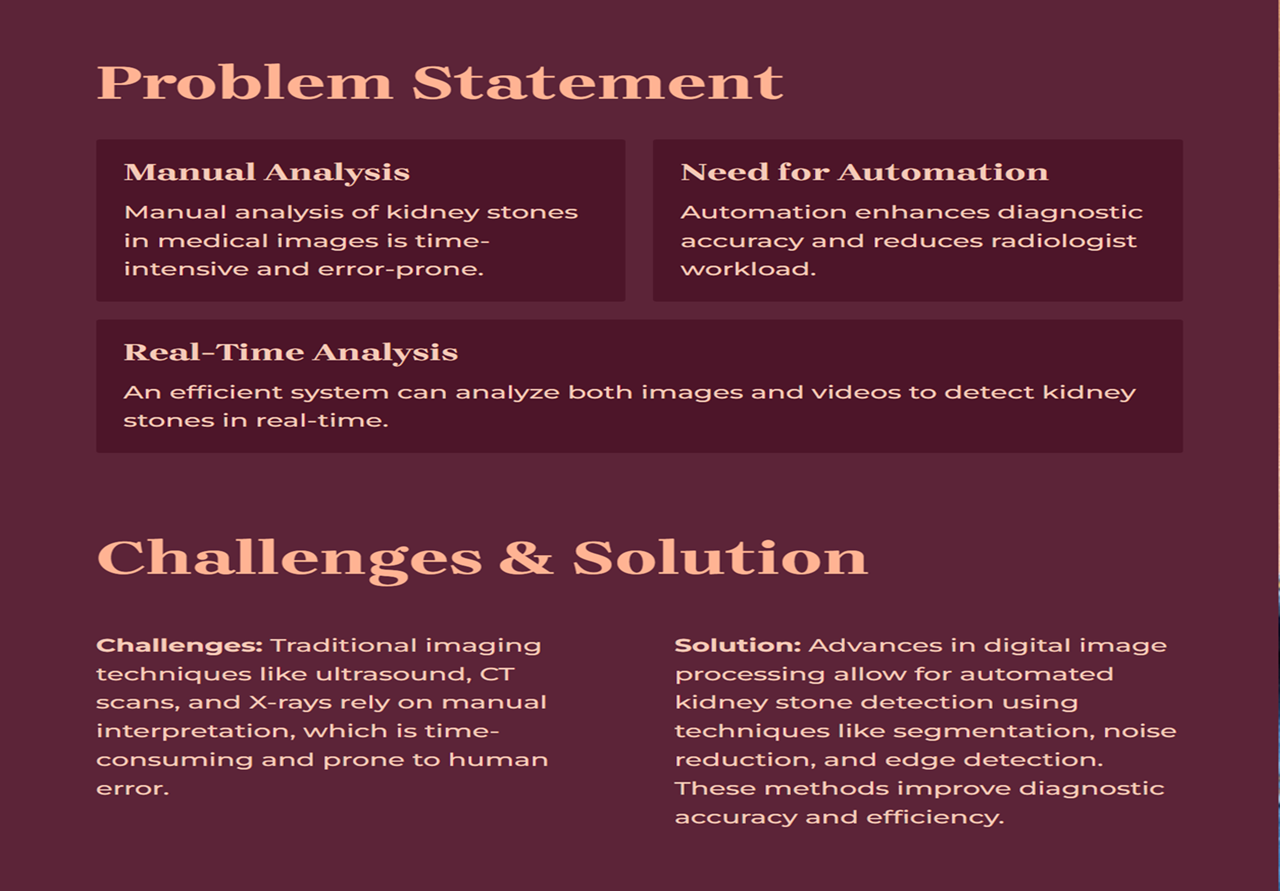 Problem Statement
Manual Analysis
Manual analysis of kidney stones
in medical images is time-
intensive and error-prone.
Need for Automation
Automation enhances diagnostic
accuracy and reduces radiologist
workload.
Real-Time Analysis
An efficient system can analyze both images and videos to detect kidney
stones in real-time.
Challenges & Solution
Challenges: Traditional imaging
techniques like ultrasound, CT
scans, and X-rays rely on manual
interpretation, which is time-
consuming and prone to human
error.
Solution: Advances in digital image
processing allow for automated
kidney stone detection using
techniques like segmentation, noise
reduction, and edge detection.
These methods improve diagnostic
accuracy and efficiency.